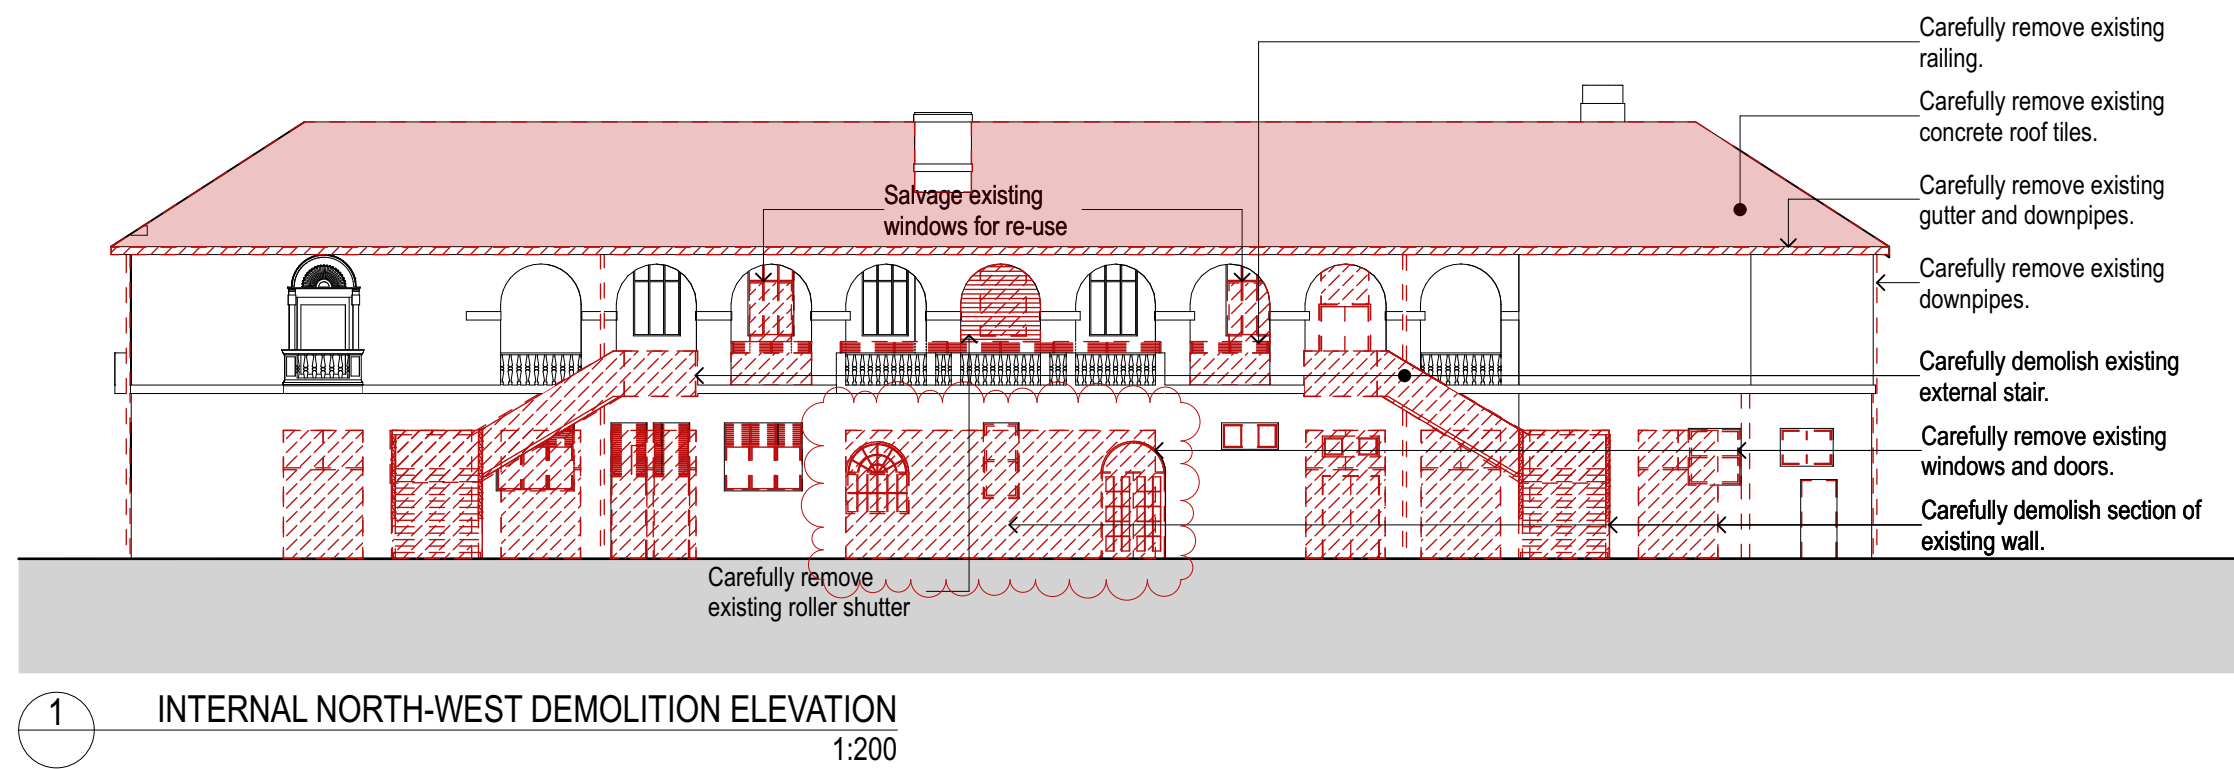 Carefully remove existing
railing.
Carefully remove existing
concrete roof tiles.
Carefully remove existing
gutter and downpipes.
Salvage existing
windows for re-use
Carefully remove existing
downpipes.
Carefully demolish existing
external stair.
Carefully remove existing
windows and doors.
Carefully demolish section of
existing wall.
Carefully remove
existing roller shutter
1
INTERNAL NORTH-WEST DEMOLITION ELEVATION
1:200